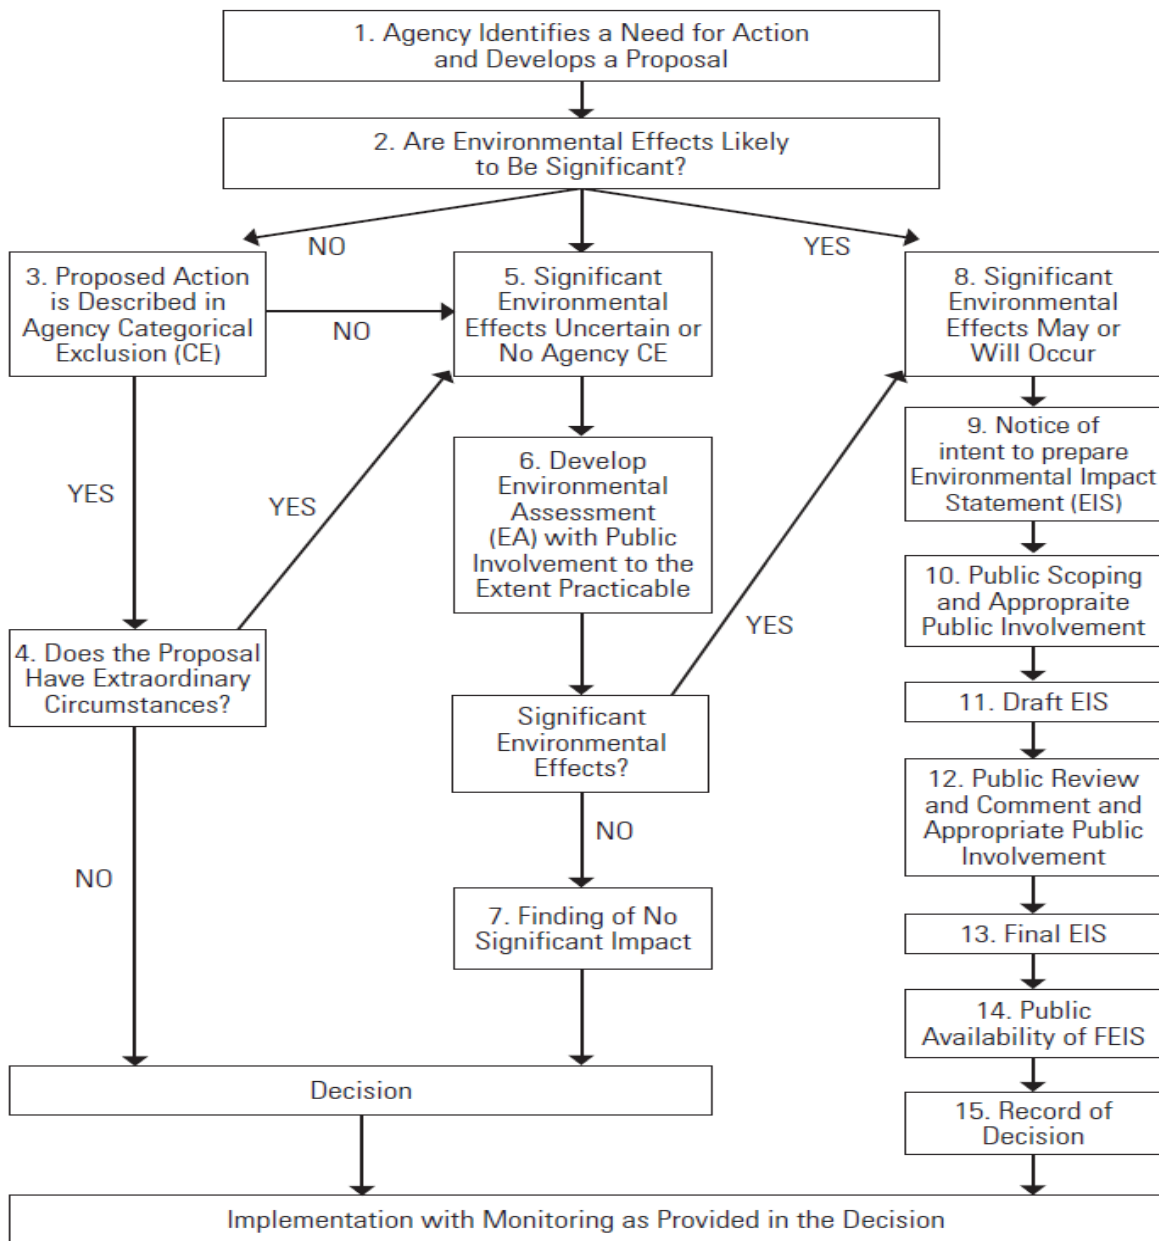 1. Agency Identifies a Need for Action
and Develops a Proposal
2. Are Environmental Effects Likely
to Be Significant?
NO
YES
3. Proposed Action
is Described in
Agency Categorical
Exclusion (CE)
NO
5. Significant
Environmental
Effects Uncertain or
No Agency CE
8. Significant
Environmental
Effects May or
Will Occur
YES
YES
6. Develop
Environmental
Assessment
(EA) with Public
Involvement to the
Extent Practicable
YES
9. Notice of
intent to prepare
Environmental Impact
Statement (EIS)
10. Public Scoping
and Appropraite
Public Involvement
4. Does the Proposal
Have Extraordinary
Circumstances?
Significant
Environmental
Effects?
11. Draft EIS
12. Public Review
and Comment and
Appropriate Public
Involvement
NO
NO
7. Finding of No
Significant Impact
13. Final EIS
14. Public
Availability of FEIS
Decision
15. Record of
Decision
Implementation with Monitoring as Provided in the Decision